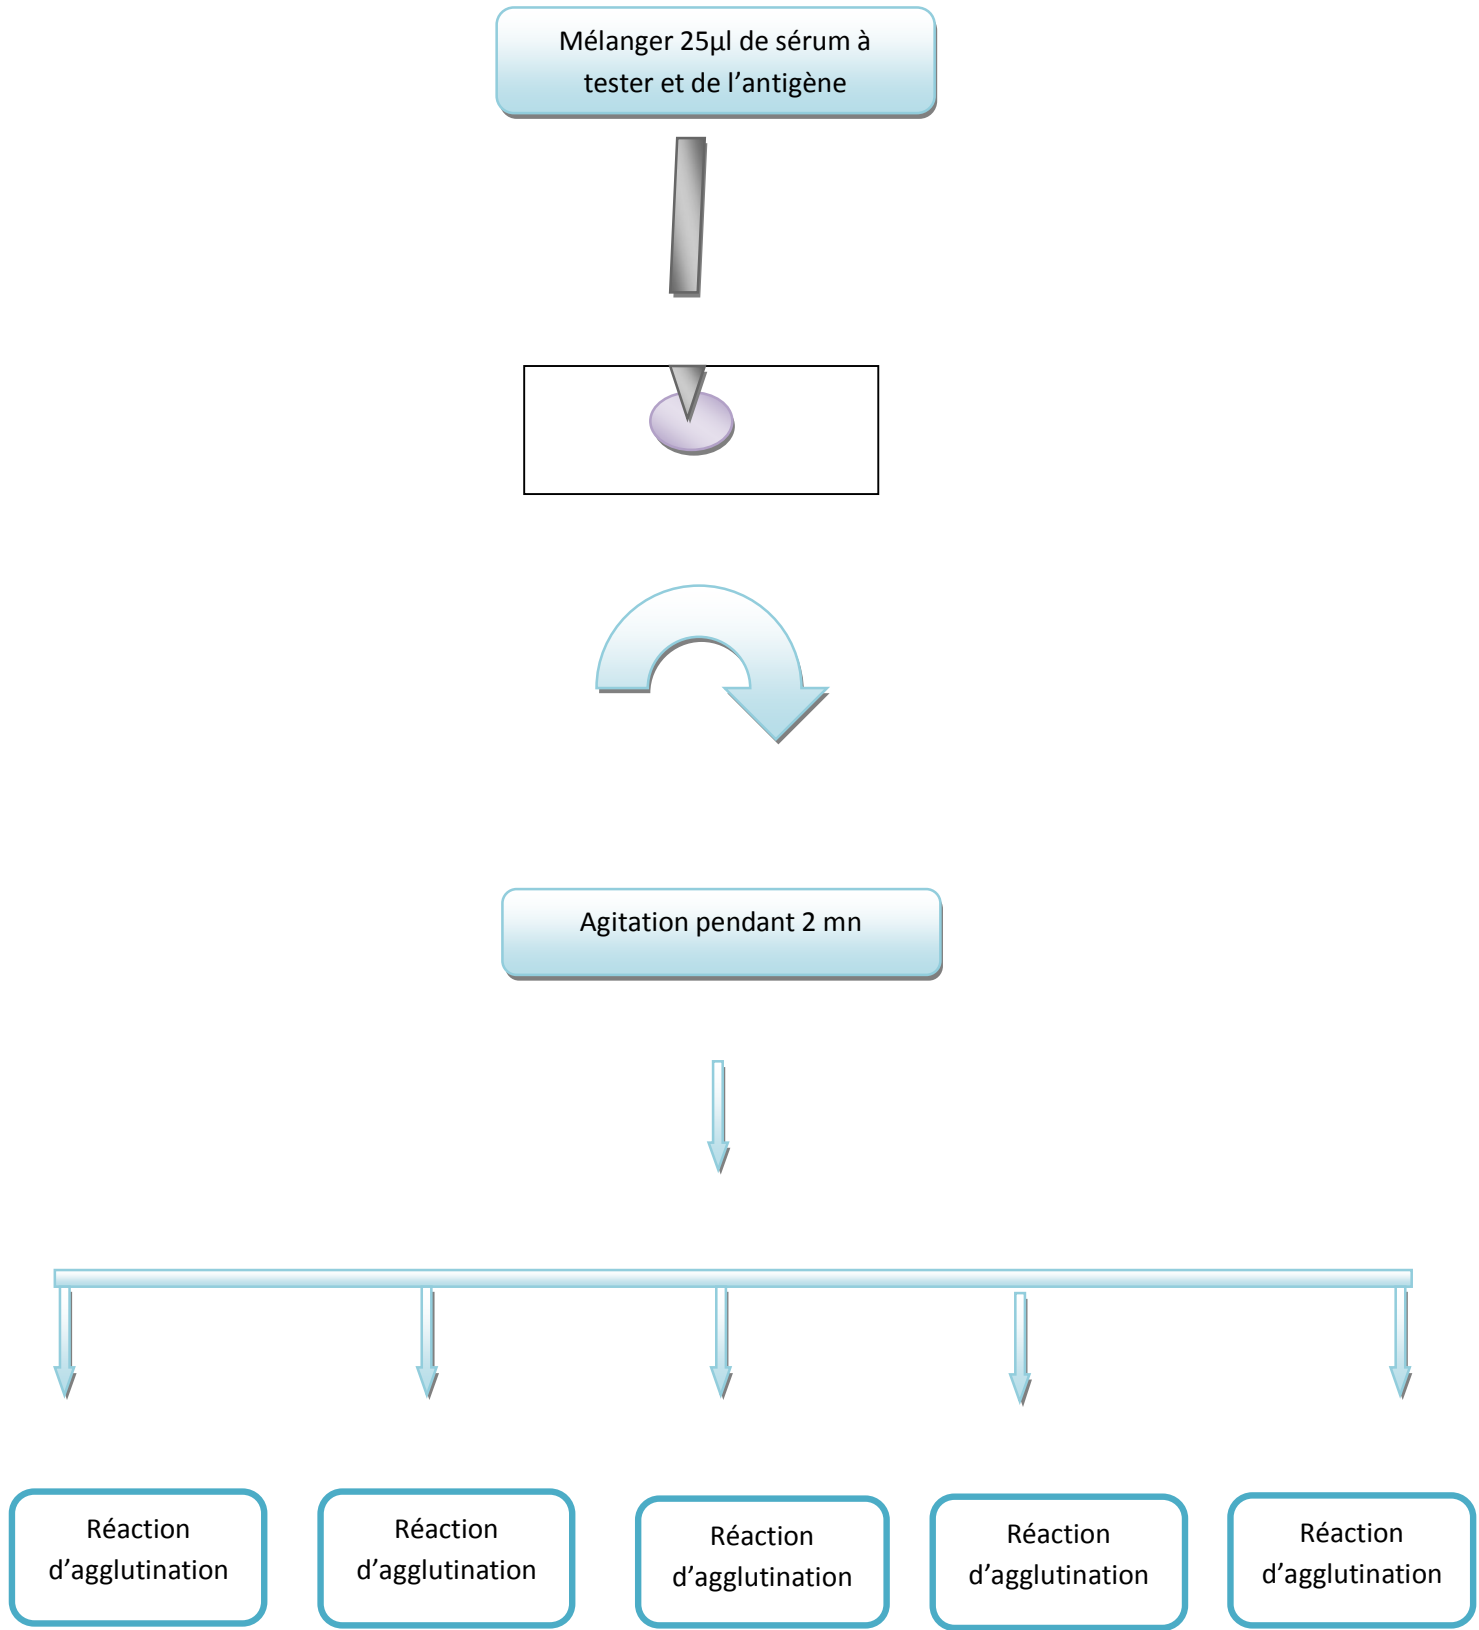 Mélanger 25µl de sérum à
tester et de l’antigène
Agitation pendant 2 mn
Réaction
d’agglutination
Réaction
d’agglutination
Réaction
d’agglutination
Réaction
d’agglutination
Réaction
d’agglutination